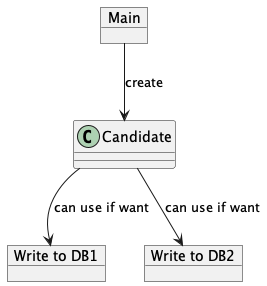 Main
create
C Candidate
can use if want
can use if want
Write to DB1
Write to DB2